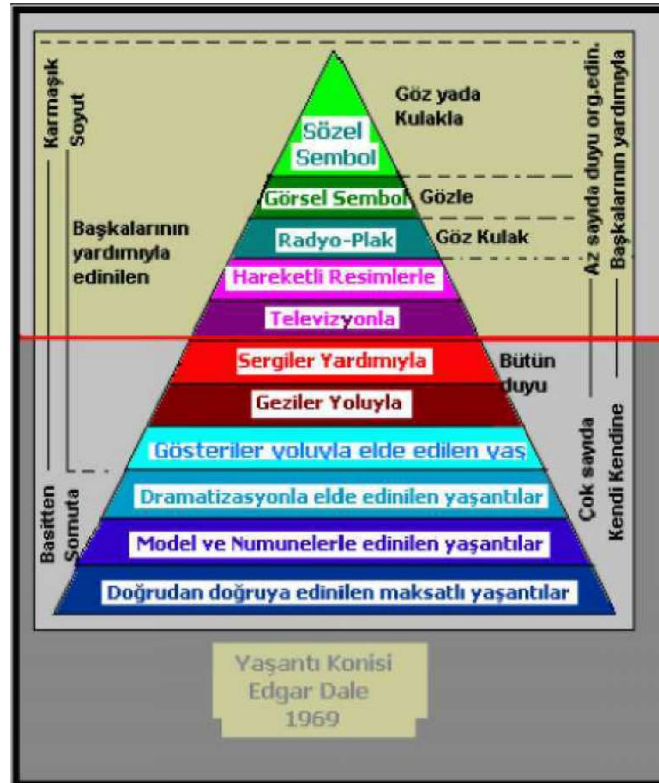 Karmaşık
Soyut
Başkalarının
yardımıyla
edinilen
Basitten
Somuta
Sözel
Sembol
Görsel Sembol
Radyo-Plak
Hareketli Resimlerle
Televizyonla
Sergiler Yardımıyla
Geziler Yoluyla
Gösteriler yoluyla elde edilen yaş
Dramatizasyonla elde edinilen yaşantılar
Model ve Numunelerle edinilen yaşantılar
Doğrudan doğruya edinilen maksatlı yaşantılar
Göz yada
Kulakla
Gözle
Göz Kulak
Bütün
duyu
Az sayıda duyu org.edin.
Başkalarının yardımıyla
Çok sayıda
Kendi Kendine
Yaşantı Konisi
Edgar Dale
1969